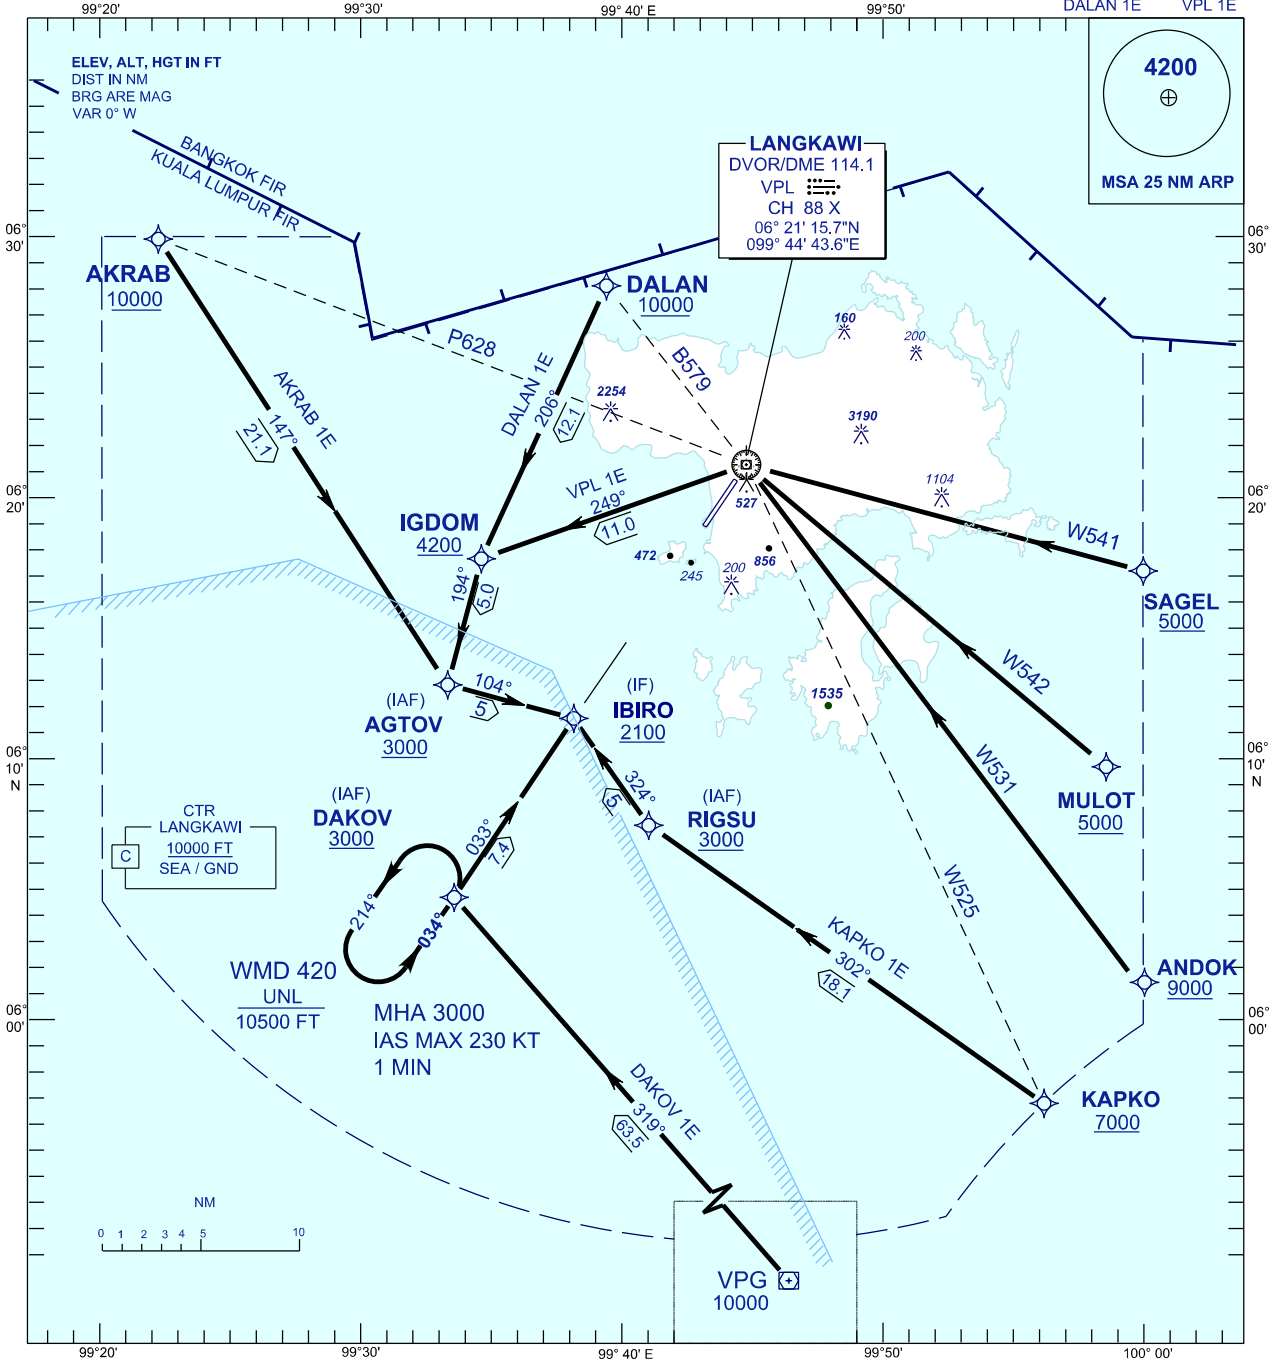 DALAN 1E VPL 1E
99°20' 99°30' 99° 40' E 99°50'
ELEV, ALT, HGT IN FT
DIST IN NM
BRG ARE MAG
VAR 0° W
4200
MSA 25 NM ARP
BANGKOK FIR
KUALA LUMPUR FIR
LANGKAWI
DVOR/DME 114.1
VPL
CH 88 X
06° 21' 15.7"N
099° 44' 43.6"E
06°
30'
06°
30'
AKRAB
10000
DALAN
10000
P628
B579
160
200
AKRAB 1E
147°
21.1
DALAN 1E
206°
12.1
2254
3190
1104
06°
20'
06°
20'
VPL 1E
249°
11.0
527
IGDOM
4200
W541
472
245
856
200
194°
5.0
SAGEL
5000
W542
104°
5
(IAF)
AGTOV
3000
(IF)
IBIRO
2100
1535
06°
10'
N
06°
10'
N
W531
MULOT
5000
324°
5
(IAF)
RIGSU
3000
(IAF)
DAKOV
3000
033°
7.4
CTR
LANGKAWI
10000 FT
SEA / GND
C
W525
214°
034°
KAPKO 1E
302°
18.1
ANDOK
9000
WMD 420
UNL
10500 FT
MHA 3000
IAS MAX 230 KT
1 MIN
06°
00'
06°
00'
DAKOV 1E
319°
63.5
KAPKO
7000
NM
0 1 2 3 4 5 10
VPG
10000
99°20' 99°30' 99° 40' E 99°50' 100° 00'